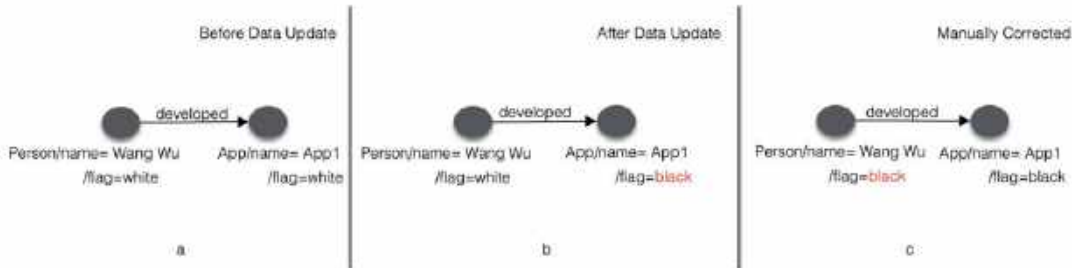 Before Data Update
developed
Person/name= Wang Wu
/flag=white
App/name= App1
/flag=white
a
After Data Update
developed
Person/name= Wang Wu
/flag=white
App/name= App1
/flag=black
b
Manually Corrected
developed
Person/name= Wang Wu
/flag=black
App/name= App1
/flag=black
c